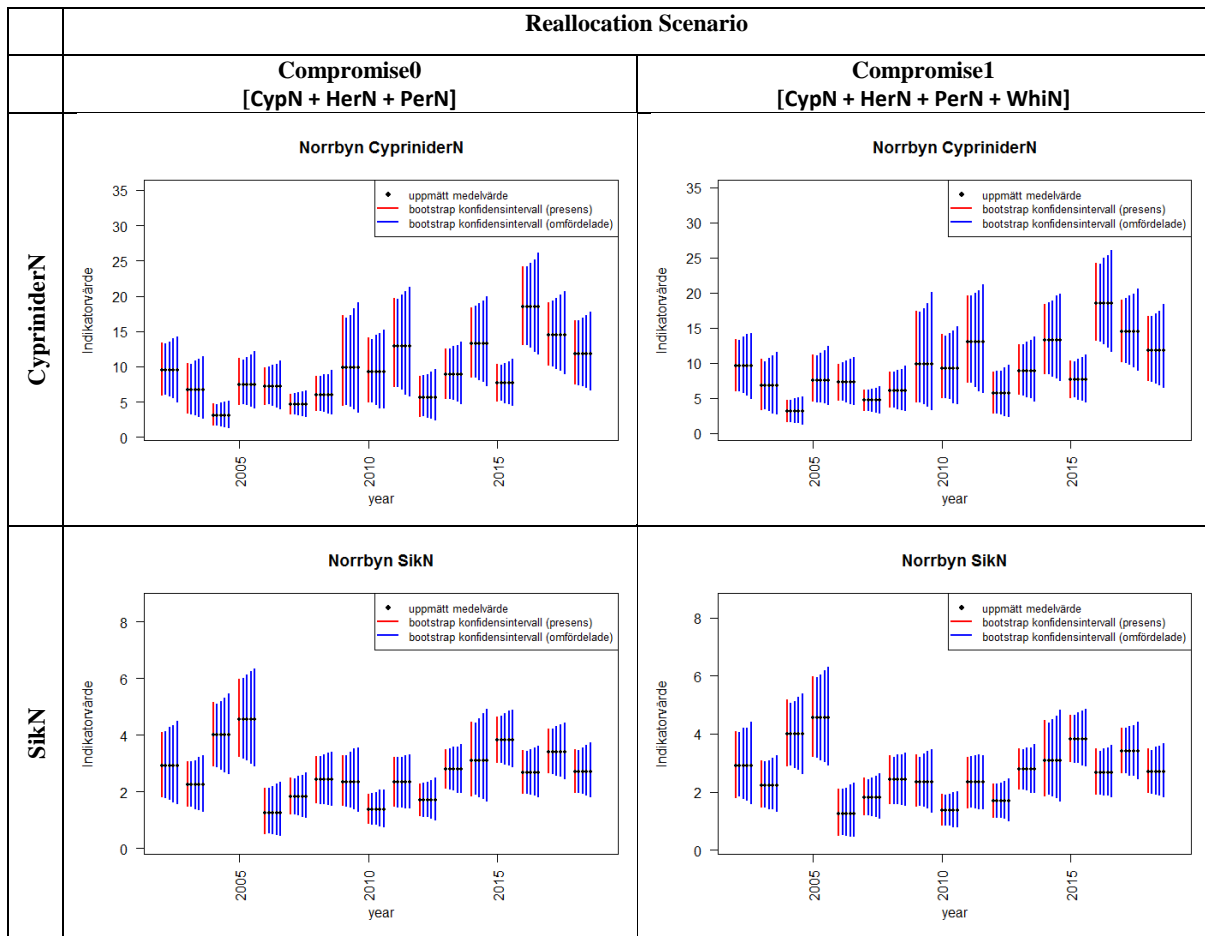 Reallocation Scenario
Compromise0
[CypN + HerN + PerN]
Compromise1
[CypN + HerN + PerN + WhiN]
CypriniderN
Norrbyn CypriniderN
uppmätt medelvärde
bootstrap konfidensintervall (presens)
bootstrap konfidensintervall (omfördelade)
Indikatorvärde
35
30
25
20
15
10
5
0
2005
2010
2015
year
Norrbyn CypriniderN
uppmätt medelvärde
bootstrap konfidensintervall (presens)
bootstrap konfidensintervall (omfördelade)
Indikatorvärde
35
30
25
20
15
10
5
0
2005
2010
2015
year
SikN
Norrbyn SikN
uppmätt medelvärde
bootstrap konfidensintervall (presens)
bootstrap konfidensintervall (omfördelade)
Indikatorvärde
8
6
4
2
0
2005
2010
2015
year
Norrbyn SikN
uppmätt medelvärde
bootstrap konfidensintervall (presens)
bootstrap konfidensintervall (omfördelade)
Indikatorvärde
8
6
4
2
0
2005
2010
2015
year